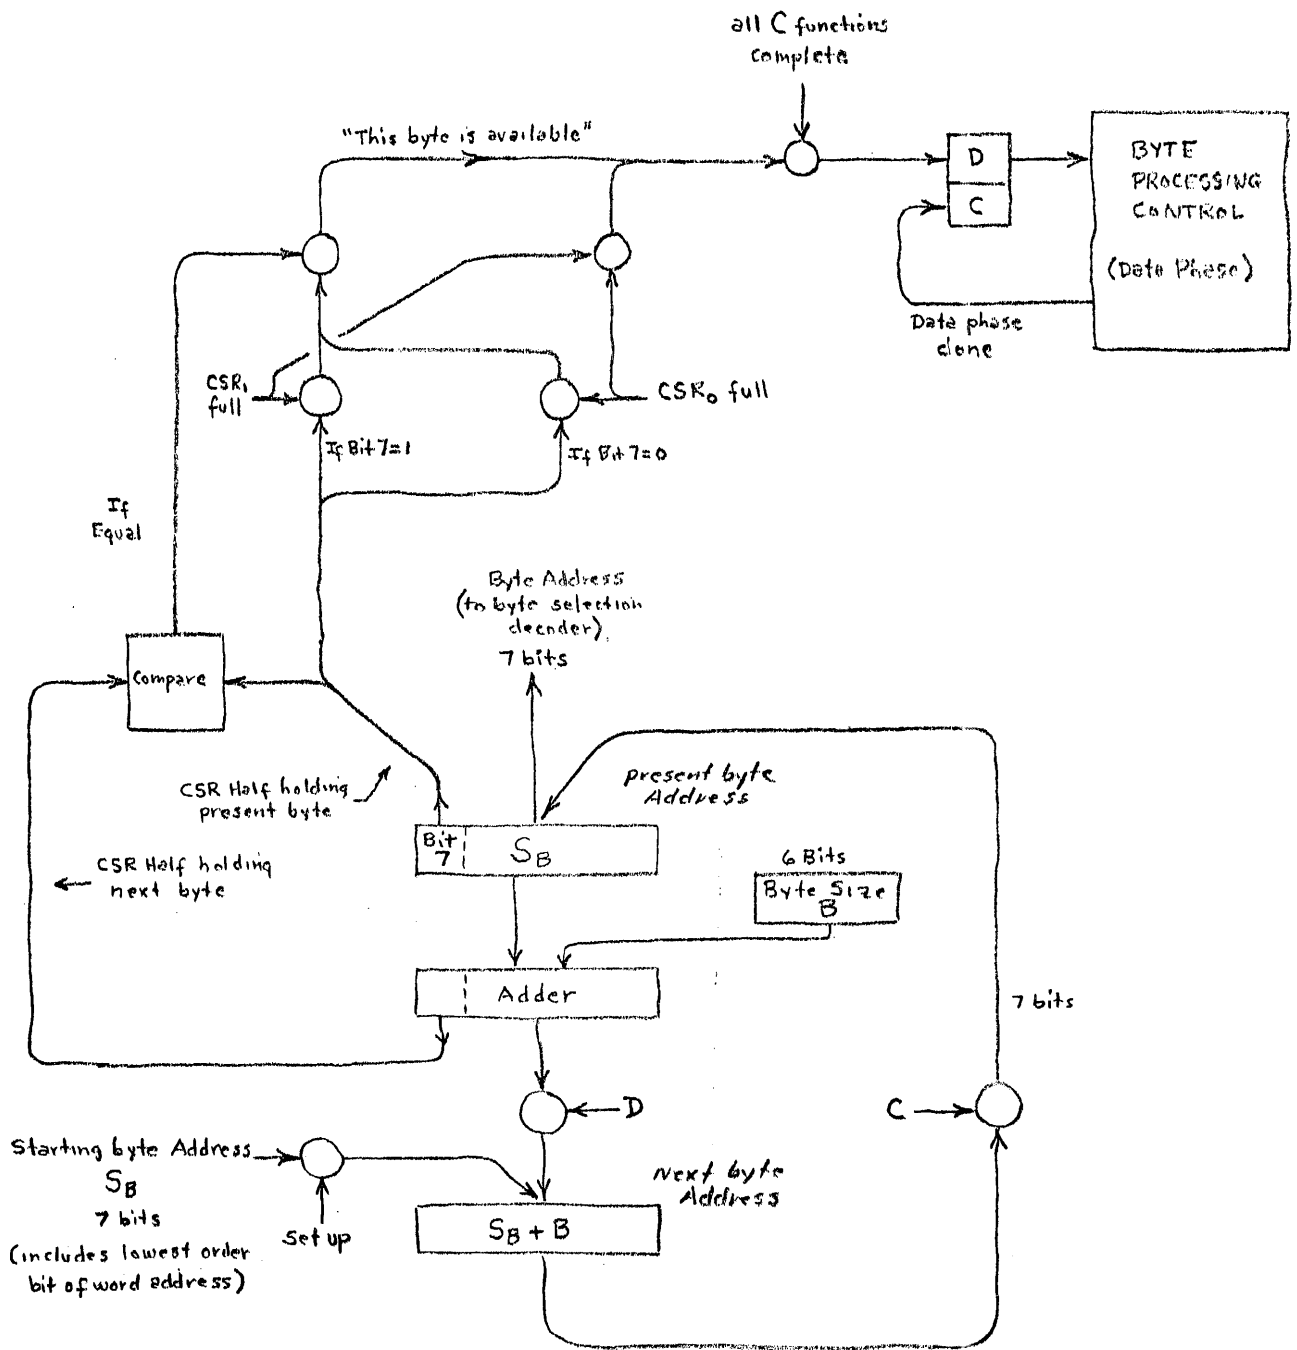 all C functions
complete
"This byte is available"
D
C
BYTE
PROCESSING
CONTROL
(Data Phase)
Data phase
done
CSR₁
full
CSR₀ full
If Bit 7=1
If Bit 7=0
If
Equal
Byte Address
(to byte selection
decoder)
7 bits
Compare
present byte
Address
CSR Half holding
present byte
Bit
7
S_B
CSR Half holding
next byte
6 Bits
Byte Size
B
Adder
7 bits
D
C
Starting byte Address
S_B
7 bits
(includes lowest order
bit of word address)
Set up
Next byte
Address
S_B + B